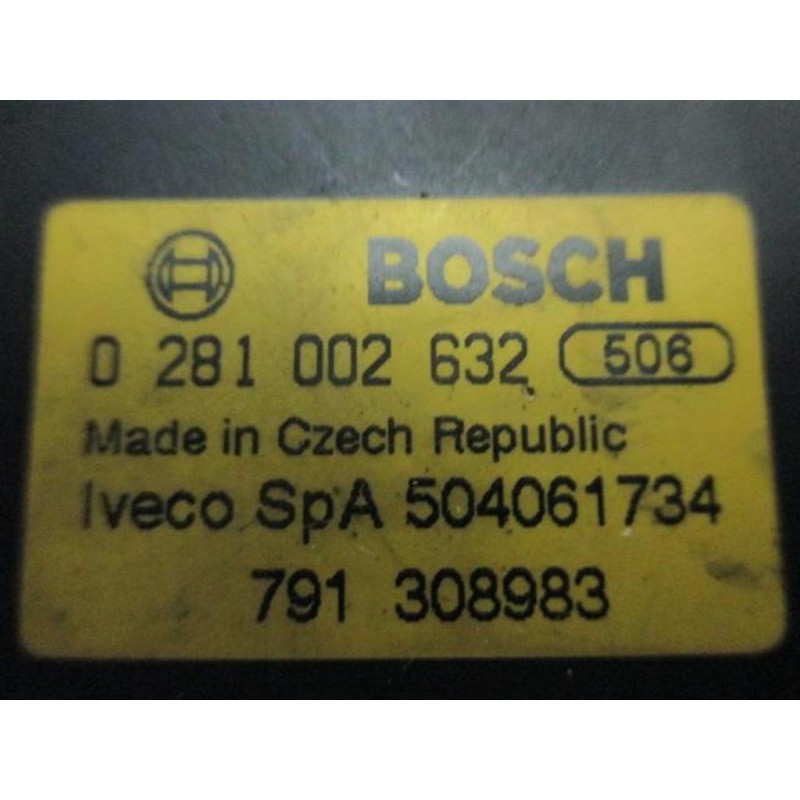 BOSCH
0 281 002 632 506
Made in Czech Republic
Iveco SpA 504061734
791 308983